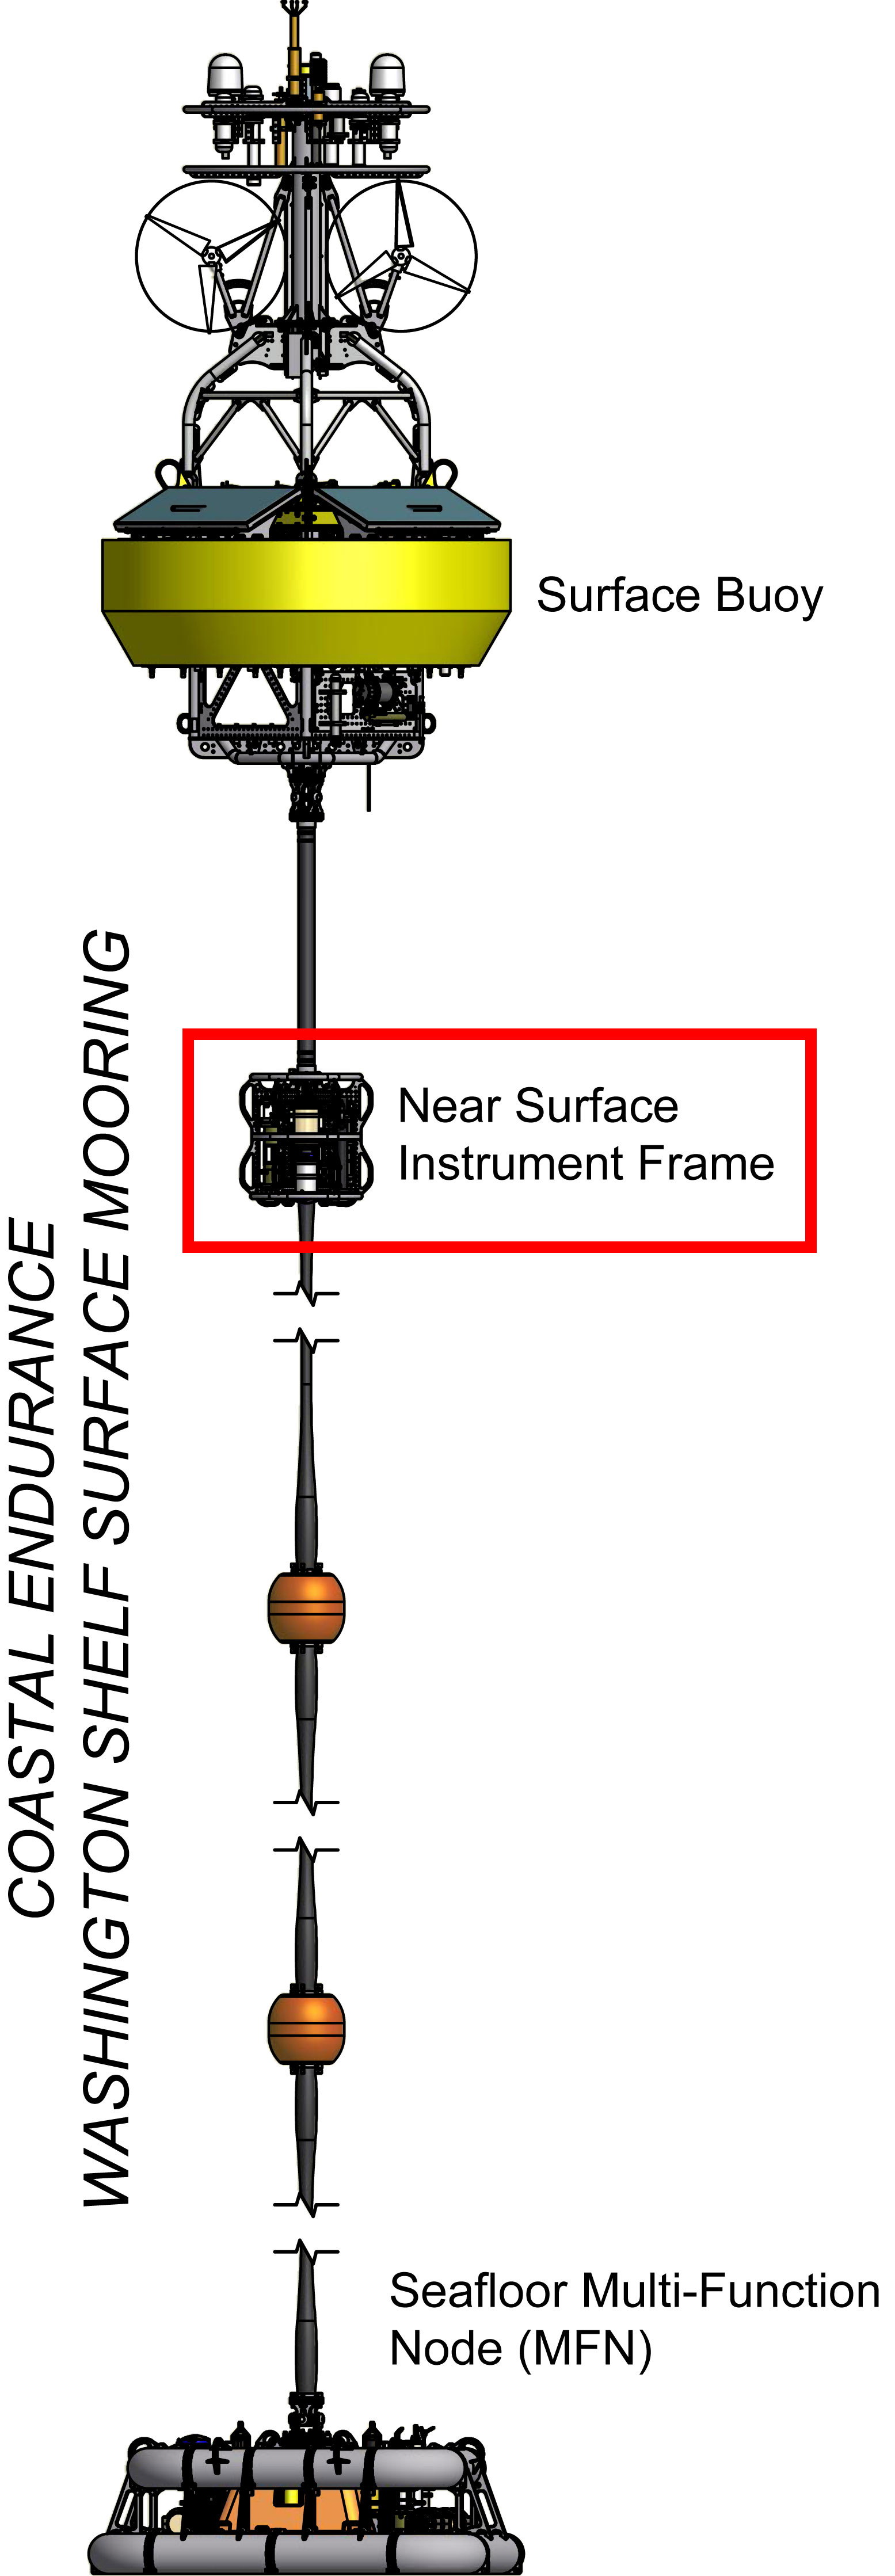 Surface Buoy
Near Surface
Instrument Frame
COASTAL ENDURANCE
WASHINGTON SHELF SURFACE MOORING
Seafloor Multi-Function
Node (MFN)